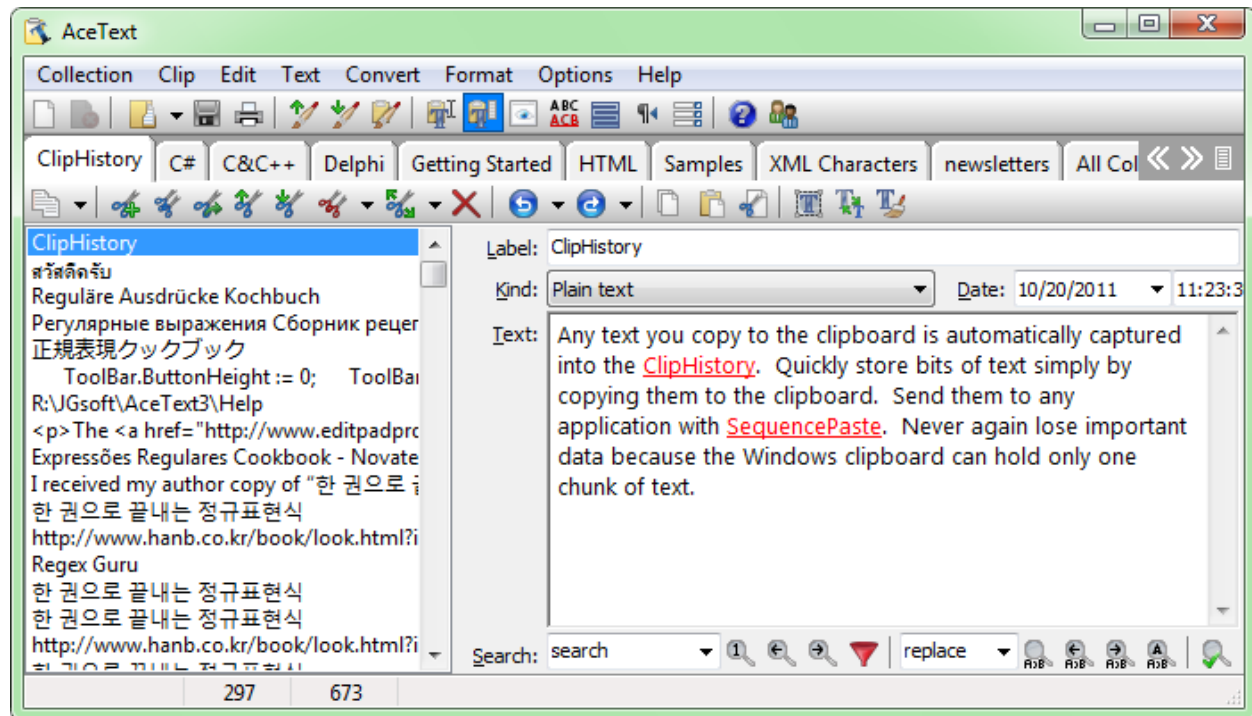 AceText
Collection Clip Edit Text Convert Format Options Help
ABC
ACB
ClipHistory C# C&C++ Delphi Getting Started HTML Samples XML Characters newsletters All Col
ClipHistory
สวัสดีครับ
Reguläre Ausdrücke Kochbuch
Регулярные выражения Сборник рецеп
正規表現クックブック
ToolBar.ButtonHeight := 0; ToolBar
R:\JGsoft\AceText3\Help
<p>The <a href="http://www.editpadpro
Expressões Regulares Cookbook - Novate
I received my author copy of “한 권으로
한 권으로 끝내는 정규표현식
http://www.hanb.co.kr/book/look.html?i
Regex Guru
한 권으로 끝내는 정규표현식
한 권으로 끝내는 정규표현식
http://www.hanb.co.kr/book/look.html?i
Label: ClipHistory
Kind: Plain text Date: 10/20/2011 11:23:3
Text: Any text you copy to the clipboard is automatically captured
into the ClipHistory. Quickly store bits of text simply by
copying them to the clipboard. Send them to any
application with SequencePaste. Never again lose important
data because the Windows clipboard can hold only one
chunk of text.
Search: search replace
297 673